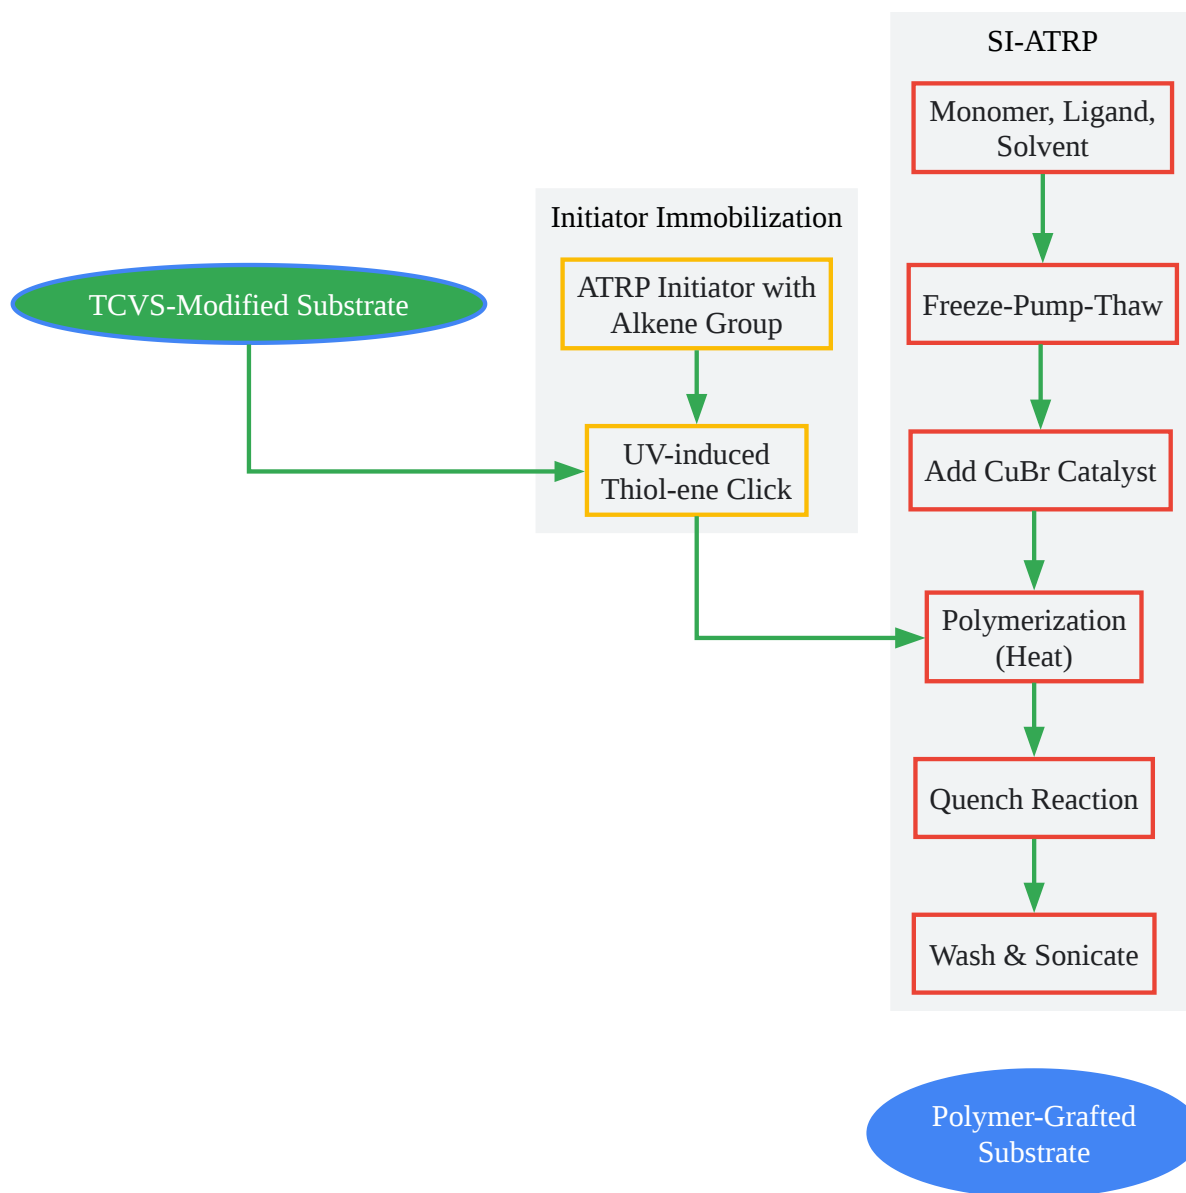 TCVS-Modified Substrate
Initiator Immobilization
ATRP Initiator with
Alkene Group
UV-induced
Thiol-ene Click
SI-ATRP
Monomer, Ligand,
Solvent
Freeze-Pump-Thaw
Add CuBr Catalyst
Polymerization
(Heat)
Quench Reaction
Wash & Sonicate
Polymer-Grafted
Substrate